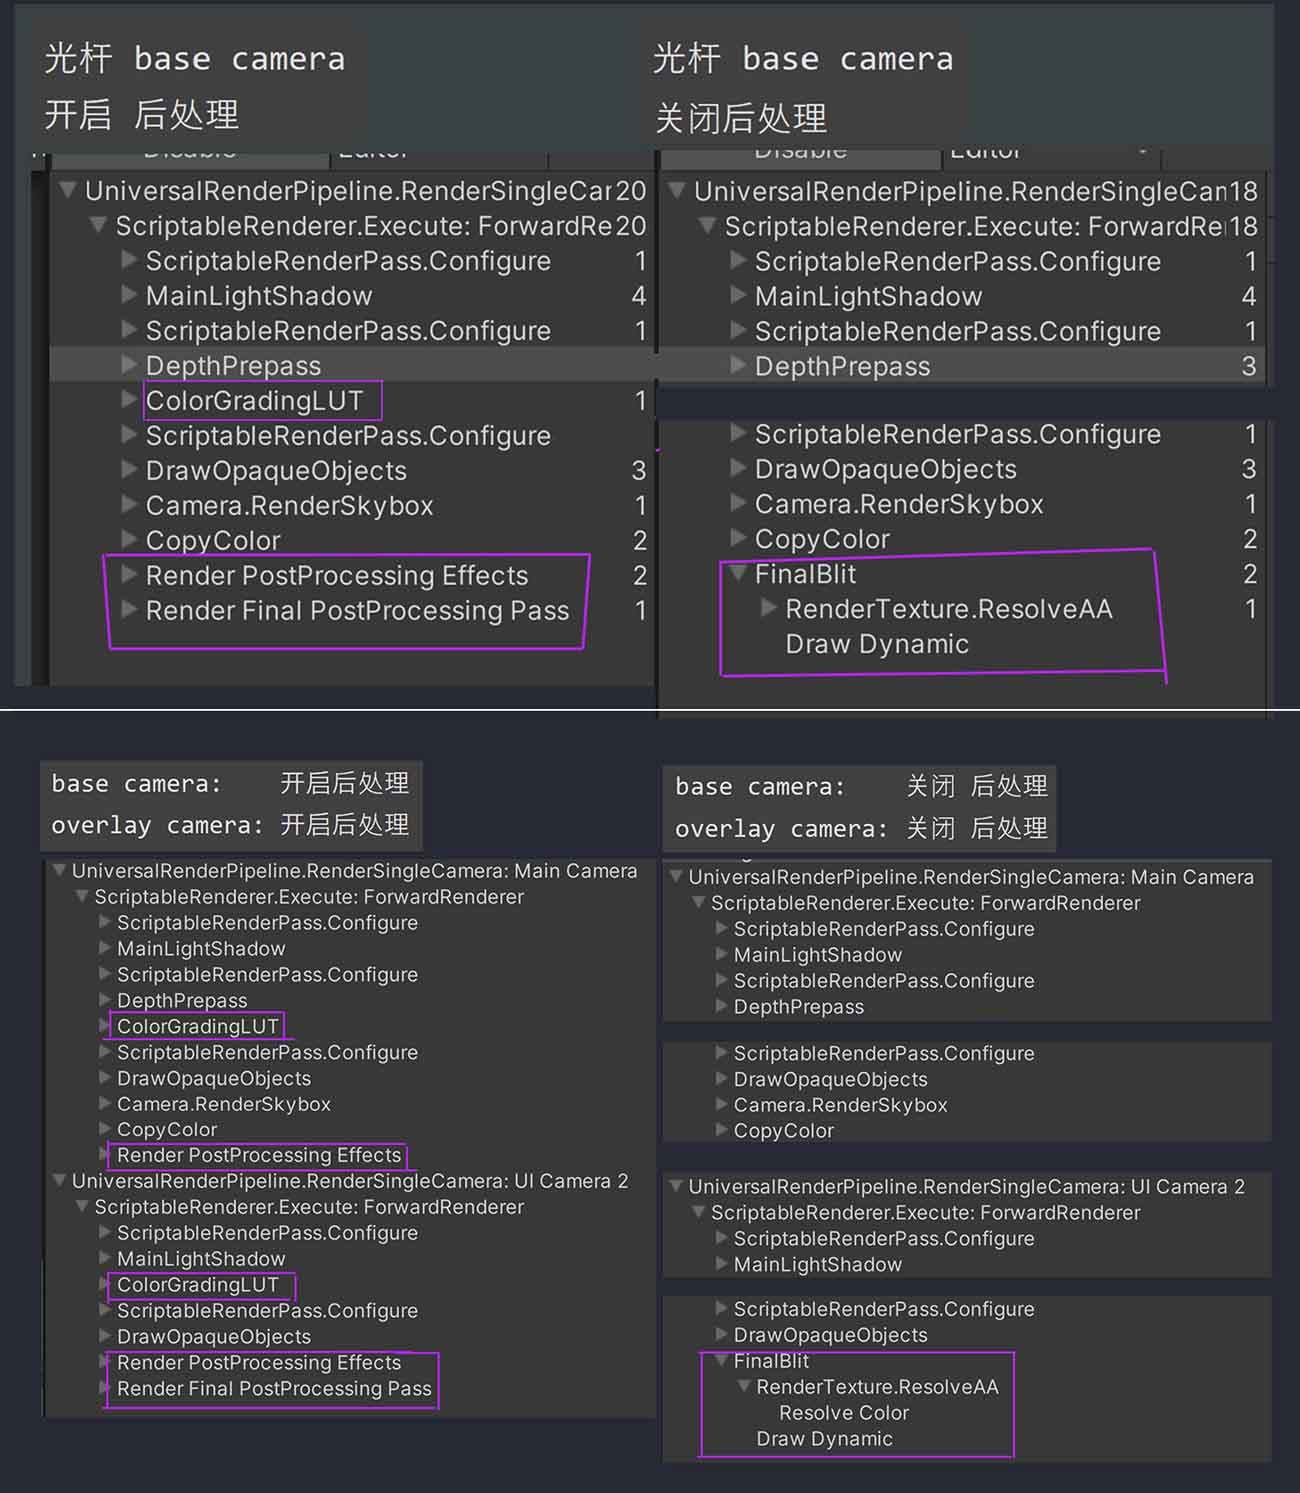 光杆 base camera
开启 后处理
Disable Editor
UniversalRenderPipeline.RenderSingleCar20
ScriptableRenderer.Execute: ForwardRe20
ScriptableRenderPass.Configure 1
MainLightShadow 4
ScriptableRenderPass.Configure 1
DepthPrepass
ColorGradingLUT 1
ScriptableRenderPass.Configure
DrawOpaqueObjects 3
Camera.RenderSkybox 1
CopyColor 2
Render PostProcessing Effects 2
Render Final PostProcessing Pass 1
光杆 base camera
关闭后处理
Disable Editor
UniversalRenderPipeline.RenderSingleCan18
ScriptableRenderer.Execute: ForwardRe18
ScriptableRenderPass.Configure 1
MainLightShadow 4
ScriptableRenderPass.Configure 1
DepthPrepass 3
ScriptableRenderPass.Configure 1
DrawOpaqueObjects 3
Camera.RenderSkybox 1
CopyColor 2
FinalBlit 2
RenderTexture.ResolveAA 1
Draw Dynamic
base camera: 开启后处理
overlay camera: 开启后处理
UniversalRenderPipeline.RenderSingleCamera: Main Camera
ScriptableRenderer.Execute: ForwardRenderer
ScriptableRenderPass.Configure
MainLightShadow
ScriptableRenderPass.Configure
DepthPrepass
ColorGradingLUT
ScriptableRenderPass.Configure
DrawOpaqueObjects
Camera.RenderSkybox
CopyColor
Render PostProcessing Effects
UniversalRenderPipeline.RenderSingleCamera: UI Camera 2
ScriptableRenderer.Execute: ForwardRenderer
ScriptableRenderPass.Configure
MainLightShadow
ColorGradingLUT
ScriptableRenderPass.Configure
DrawOpaqueObjects
Render PostProcessing Effects
Render Final PostProcessing Pass
base camera: 关闭 后处理
overlay camera: 关闭 后处理
UniversalRenderPipeline.RenderSingleCamera: Main Camera
ScriptableRenderer.Execute: ForwardRenderer
ScriptableRenderPass.Configure
MainLightShadow
ScriptableRenderPass.Configure
DepthPrepass
ScriptableRenderPass.Configure
DrawOpaqueObjects
Camera.RenderSkybox
CopyColor
UniversalRenderPipeline.RenderSingleCamera: UI Camera 2
ScriptableRenderer.Execute: ForwardRenderer
ScriptableRenderPass.Configure
MainLightShadow
ScriptableRenderPass.Configure
DrawOpaqueObjects
FinalBlit
RenderTexture.ResolveAA
Resolve Color
Draw Dynamic